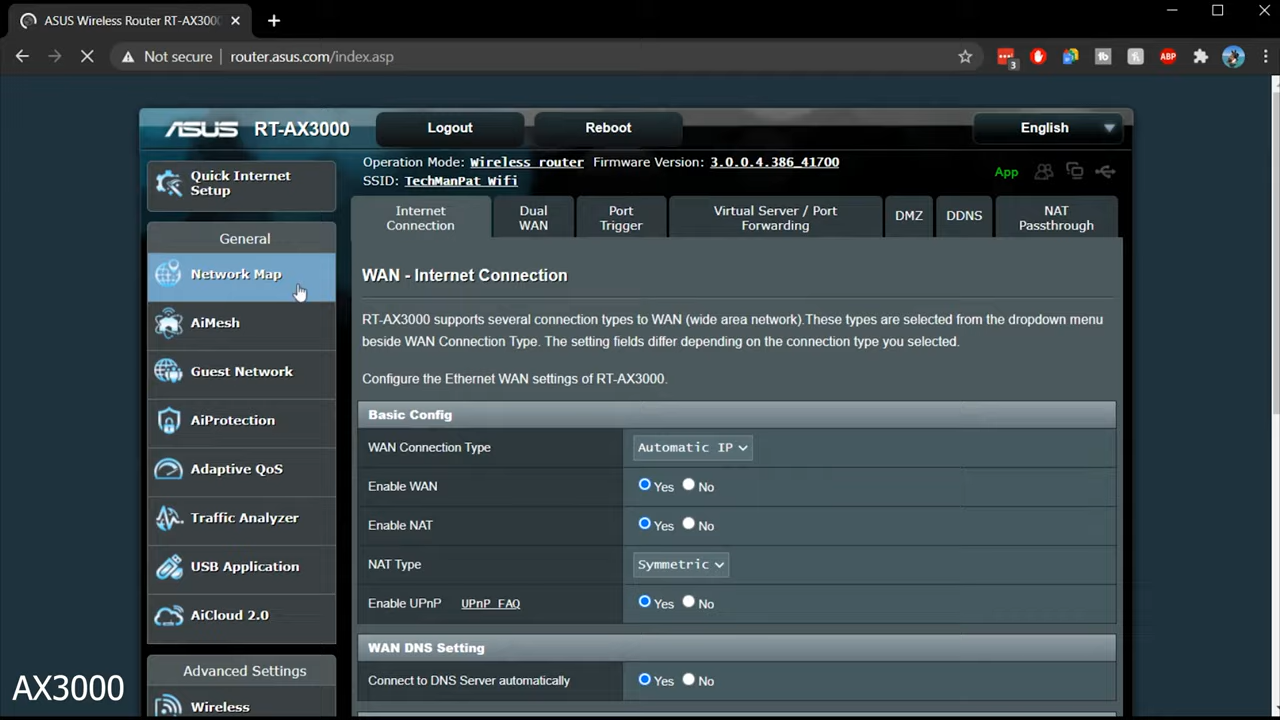 ASUS Wireless Router RT-AX3000
Not secure
router.asus.com/index.asp
3
ABP
ASUS RT-AX3000
Logout
Reboot
English
Operation Mode: Wireless router Firmware Version: 3.0.0.4.386_41700
SSID: TechManPat Wifi
App
Quick Internet
Setup
General
Network Map
AiMesh
Guest Network
AiProtection
Adaptive QoS
Traffic Analyzer
USB Application
AiCloud 2.0
Advanced Settings
Wireless
Internet
Connection
Dual
WAN
Port
Trigger
Virtual Server / Port
Forwarding
DMZ
DDNS
NAT
Passthrough
WAN - Internet Connection
RT-AX3000 supports several connection types to WAN (wide area network).These types are selected from the dropdown menu
beside WAN Connection Type. The setting fields differ depending on the connection type you selected.
Configure the Ethernet WAN settings of RT-AX3000.
Basic Config
WAN Connection Type Automatic IP
Enable WAN Yes No
Enable NAT Yes No
NAT Type Symmetric
Enable UPnP UPnP FAQ Yes No
WAN DNS Setting
Connect to DNS Server automatically Yes No
AX3000